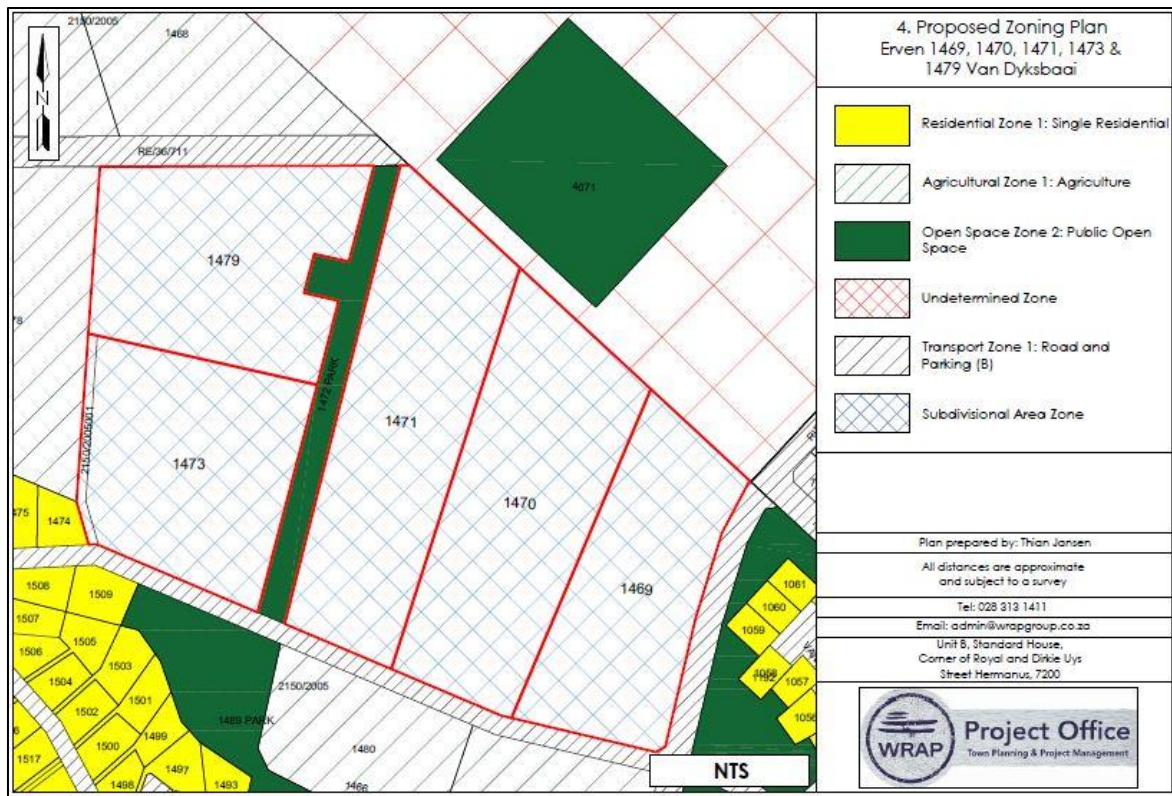 4. Proposed Zoning Plan
Erven 1469, 1470, 1471, 1473 &
1479 Van Dyksbaai
Residential Zone 1: Single Residential
Agricultural Zone 1: Agriculture
Open Space Zone 2: Public Open
Space
Undetermined Zone
Transport Zone 1: Road and
Parking (B)
Subdivisional Area Zone
Plan prepared by: Thian Jansen
All distances are approximate
and subject to a survey
Tel: 028 313 1411
Email: admin@wrapgroup.co.za
Unit B, Standard House,
Corner of Royal and Dirkie Uys
Street Hermanus, 7200
WRAP
Project Office
Town Planning & Project Management
N
2150/2005
1468
RE/36/711
4071
1479
1472 PARK
1471
1473
1470
1469
2150/2005001
1474
1508
1509
1507
1505
1506
1503
1504
1501
1502
1499
1500
1517
1497
1498
1493
1489 PARK
2150/2005
1480
1466
1061
1060
1059
1058
1057
1056
NTS